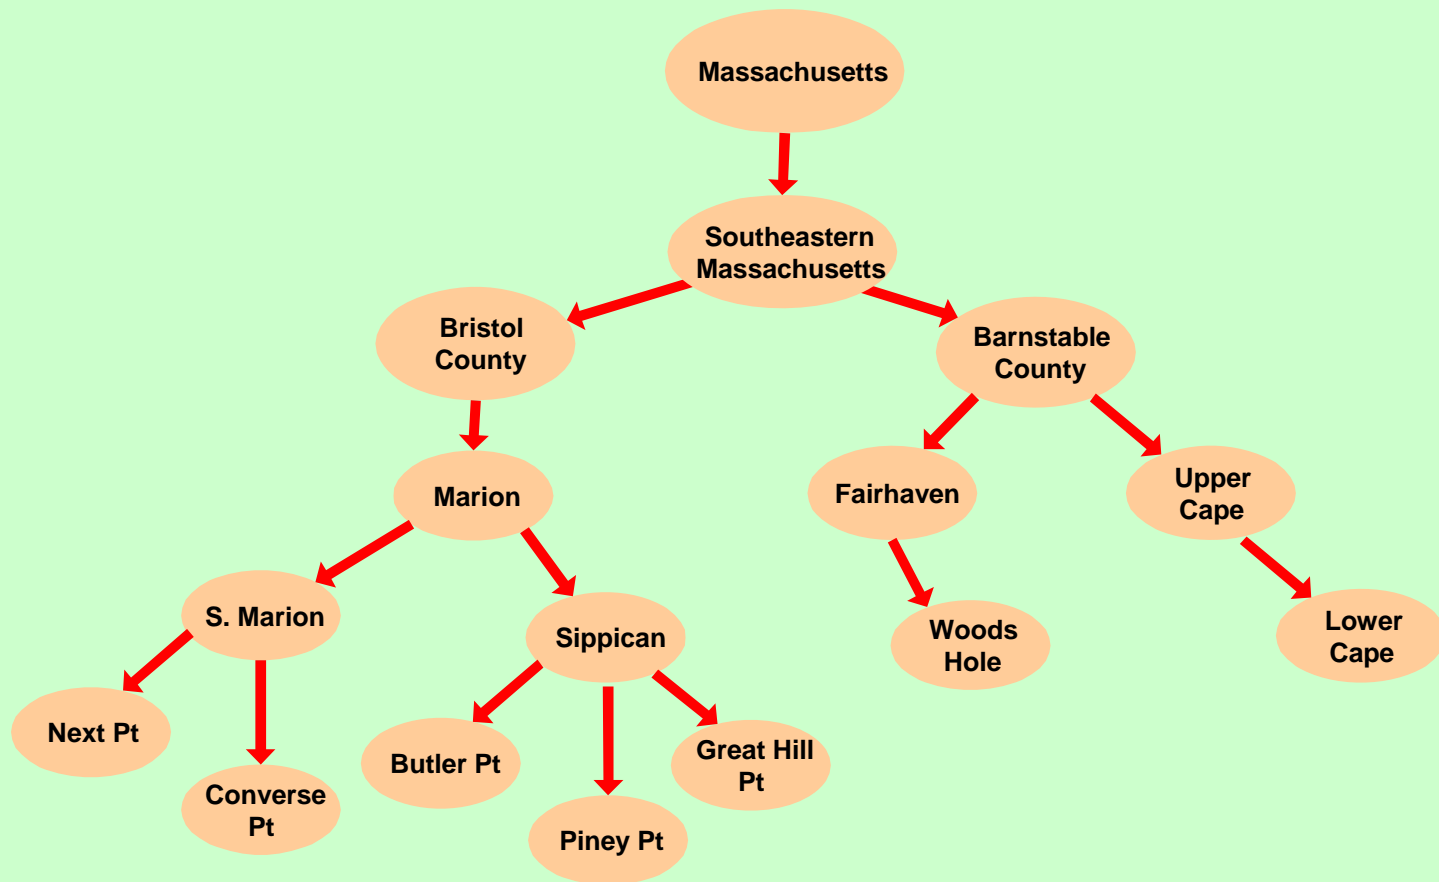 Massachusetts
Southeastern
Massachusetts
Bristol
County
Barnstable
County
Marion
Fairhaven
Upper
Cape
S. Marion
Sippican
Woods
Hole
Lower
Cape
Next Pt
Converse
Pt
Butler Pt
Piney Pt
Great Hill
Pt